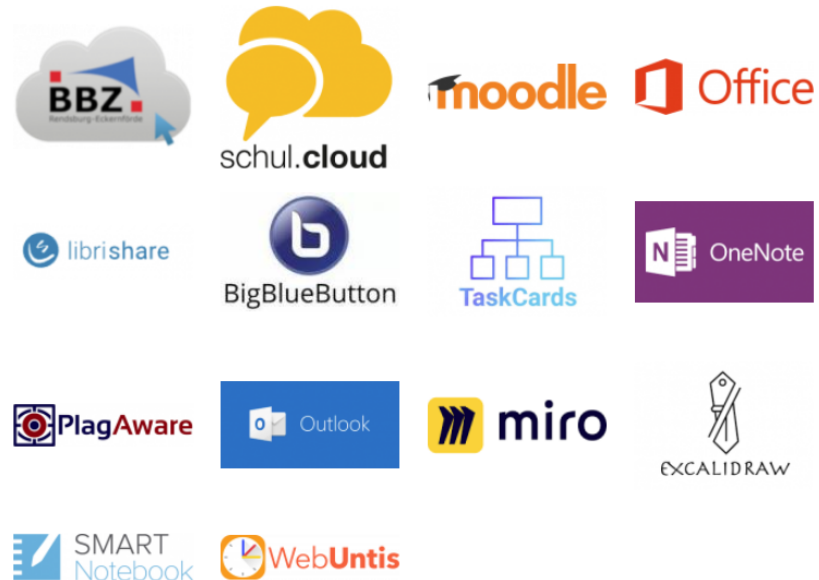 BBZ
Rendsburg-Eckernförde
schul.cloud
moodle
Office
librishare
BigBlueButton
TaskCards
N
OneNote
PlagAware
o
Outlook
miro
EXCALIDRAW
SMART
Notebook
WebUntis